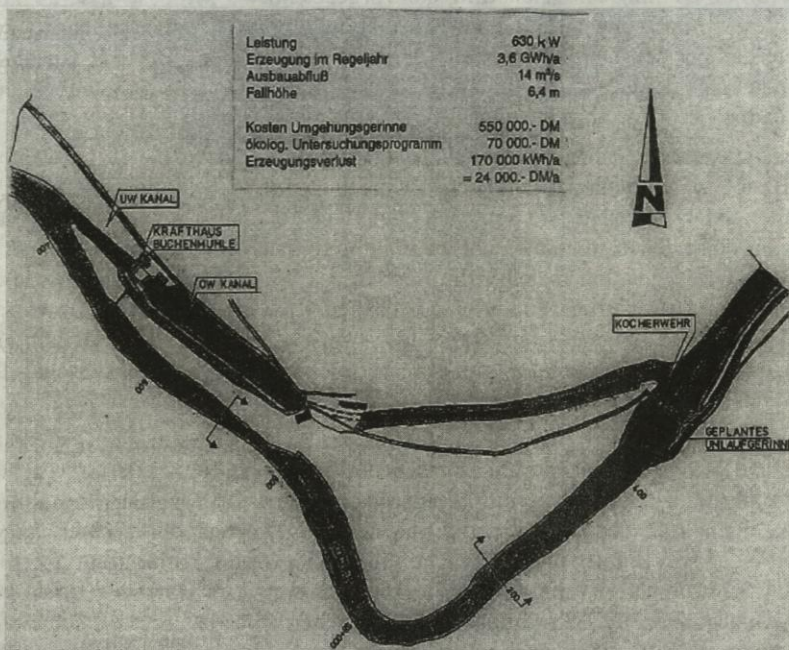 Leistung 630 kW
Erzeugung im Regeljahr 3,6 GWh/a
Ausbauabfluß 14 m³/s
Fallhöhe 6,4 m
Kosten Umgehungsgerinne 550 000.- DM
ökolog. Untersuchungsprogramm 70 000.- DM
Erzeugungsverlust 170 000 kWh/a
= 24 000.- DM/a
N
UW KANAL
KRAFTHAUS
BUCHENMÜHLE
OW KANAL
KOCHERWEHR
GEPLANTES
UMLAUFGERINNE
400
200